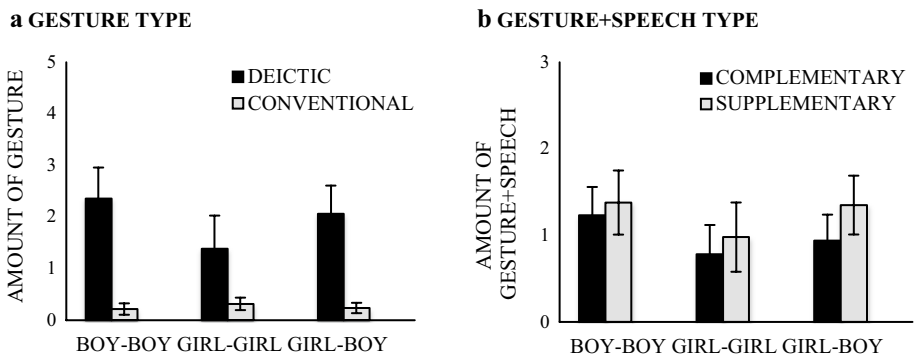 a GESTURE TYPE
AMOUNT OF GESTURE
5
4
3
2
1
0
DEICTIC
CONVENTIONAL
BOY-BOY GIRL-GIRL GIRL-BOY
b GESTURE+SPEECH TYPE
AMOUNT OF
GESTURE+SPEECH
3
2
1
0
COMPLEMENTARY
SUPPLEMENTARY
BOY-BOY GIRL-GIRL GIRL-BOY